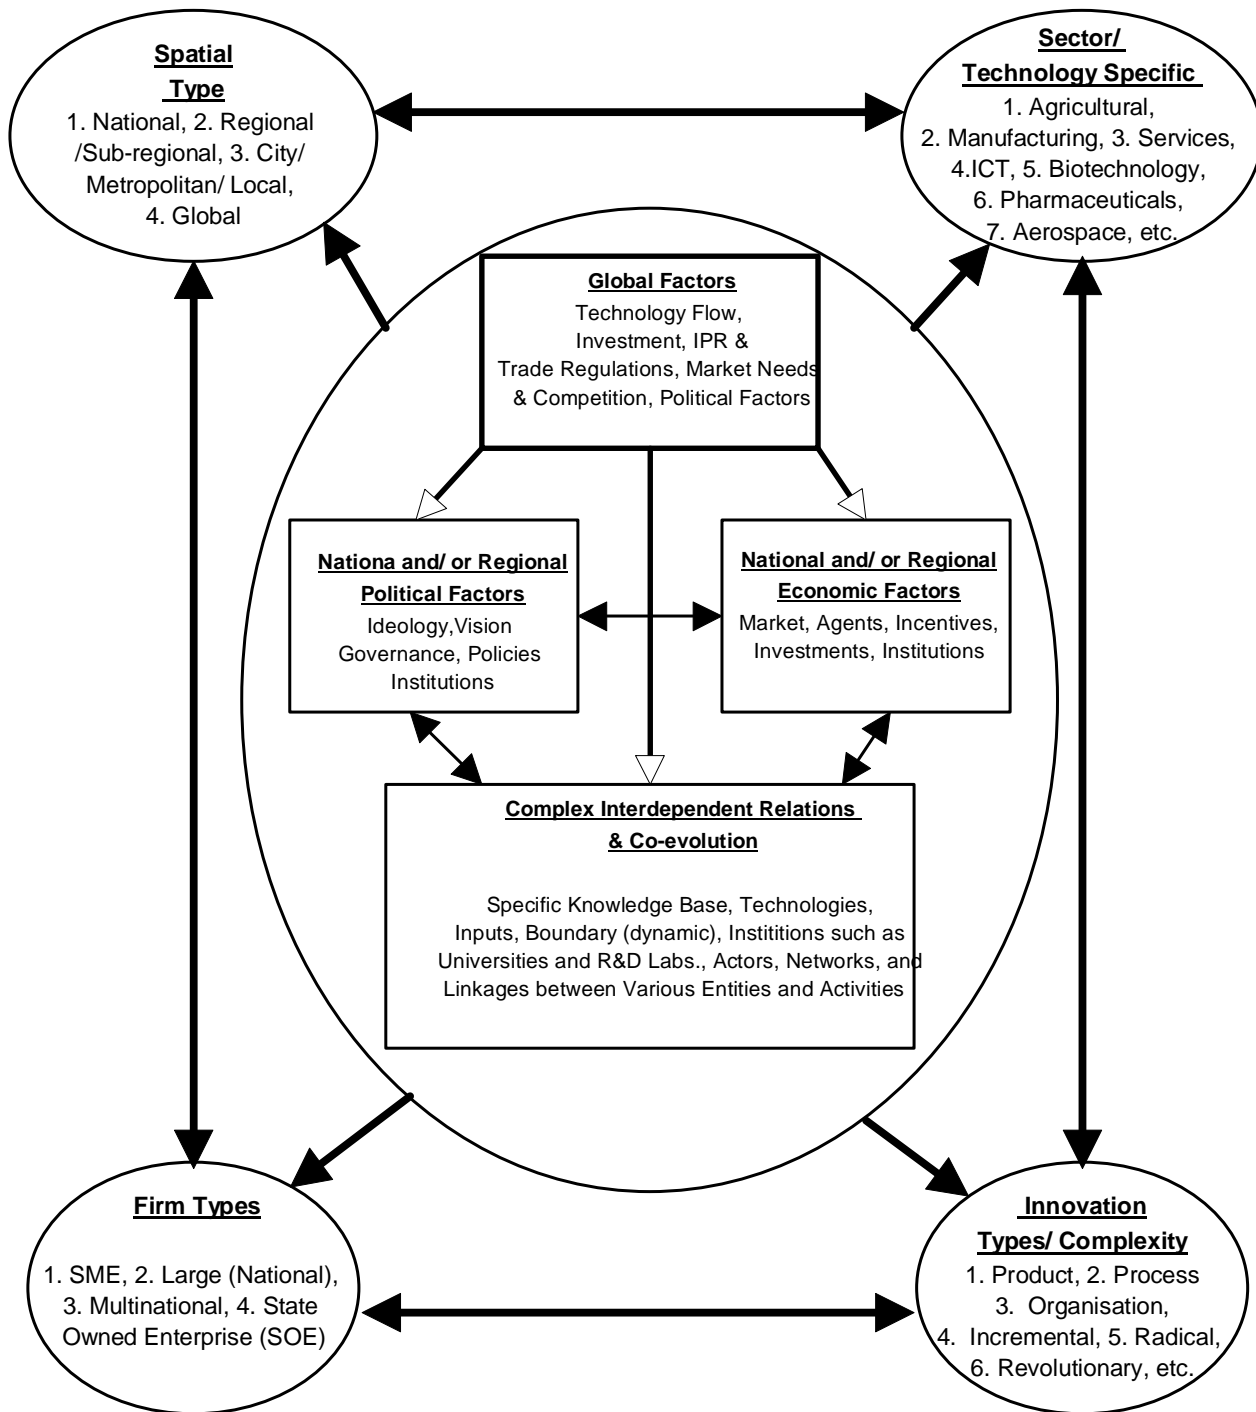 Spatial
Type
1. National, 2. Regional
/Sub-regional, 3. City/
Metropolitan/ Local,
4. Global
Sector/
Technology Specific
1. Agricultural,
2. Manufacturing, 3. Services,
4.ICT, 5. Biotechnology,
6. Pharmaceuticals,
7. Aerospace, etc.
Global Factors
Technology Flow,
Investment, IPR &
Trade Regulations, Market Needs
& Competition, Political Factors
Nationa and/ or Regional
Political Factors
Ideology,Vision
Governance, Policies
Institutions
National and/ or Regional
Economic Factors
Market, Agents, Incentives,
Investments, Institutions
Complex Interdependent Relations
& Co-evolution
Specific Knowledge Base, Technologies,
Inputs, Boundary (dynamic), Instititions such as
Universities and R&D Labs., Actors, Networks, and
Linkages between Various Entities and Activities
Firm Types
1. SME, 2. Large (National),
3. Multinational, 4. State
Owned Enterprise (SOE)
Innovation
Types/ Complexity
1. Product, 2. Process
3. Organisation,
4. Incremental, 5. Radical,
6. Revolutionary, etc.